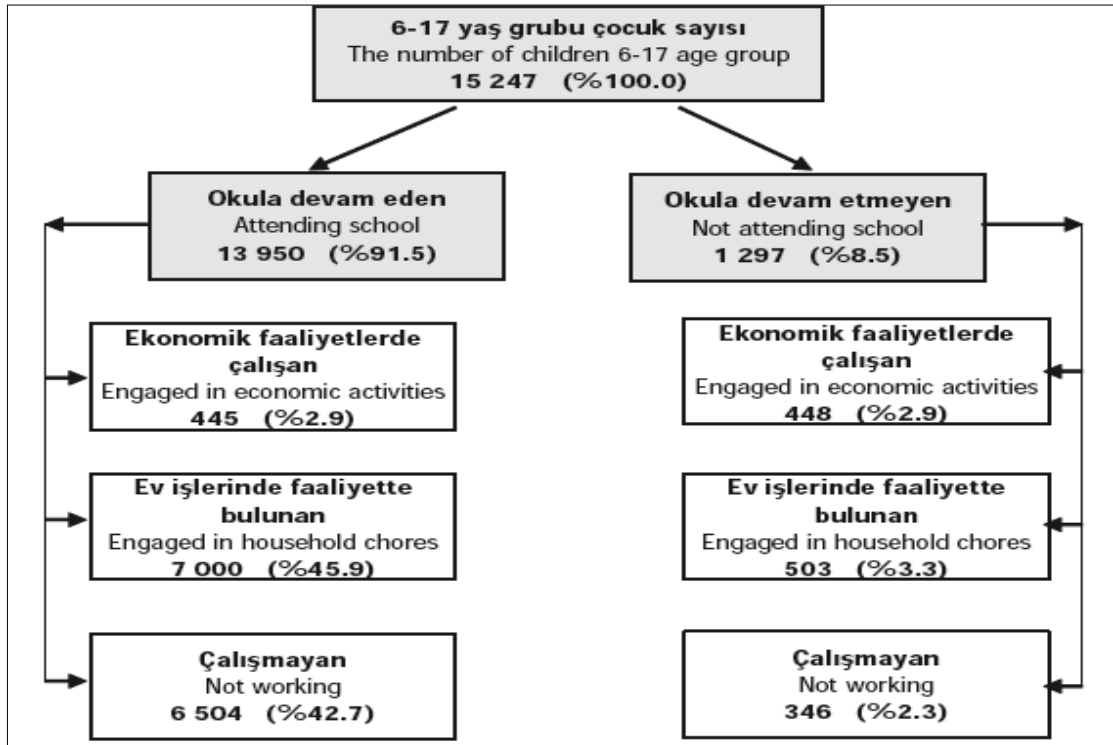 6-17 yaş grubu çocuk sayısı
The number of children 6-17 age group
15 247 (%100.0)
Okula devam eden
Attending school
13 950 (%91.5)
Okula devam etmeyen
Not attending school
1 297 (%8.5)
Ekonomik faaliyetlerde
çalışan
Engaged in economic activities
445 (%2.9)
Ekonomik faaliyetlerde
çalışan
Engaged in economic activities
448 (%2.9)
Ev işlerinde faaliyette
bulunan
Engaged in household chores
7 000 (%45.9)
Ev işlerinde faaliyette
bulunan
Engaged in household chores
503 (%3.3)
Çalışmayan
Not working
6 504 (%42.7)
Çalışmayan
Not working
346 (%2.3)